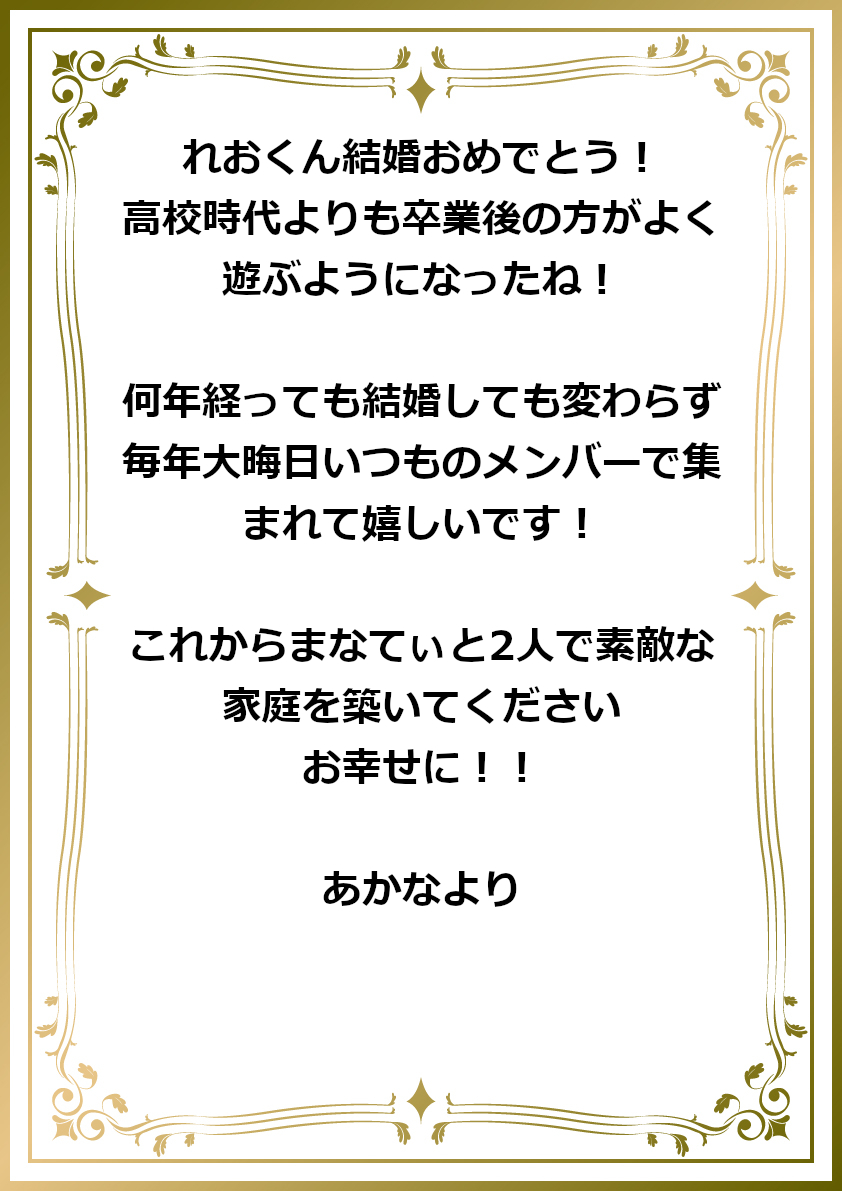 れおくん結婚おめでとう！
高校時代よりも卒業後の方がよく
遊ぶようになったね！
何年経っても結婚しても変わらず
毎年大晦日いつものメンバーで集
まれて嬉しいです！
これからまなてぃと2人で素敵な
家庭を築いてください
お幸せに！！
あかなより